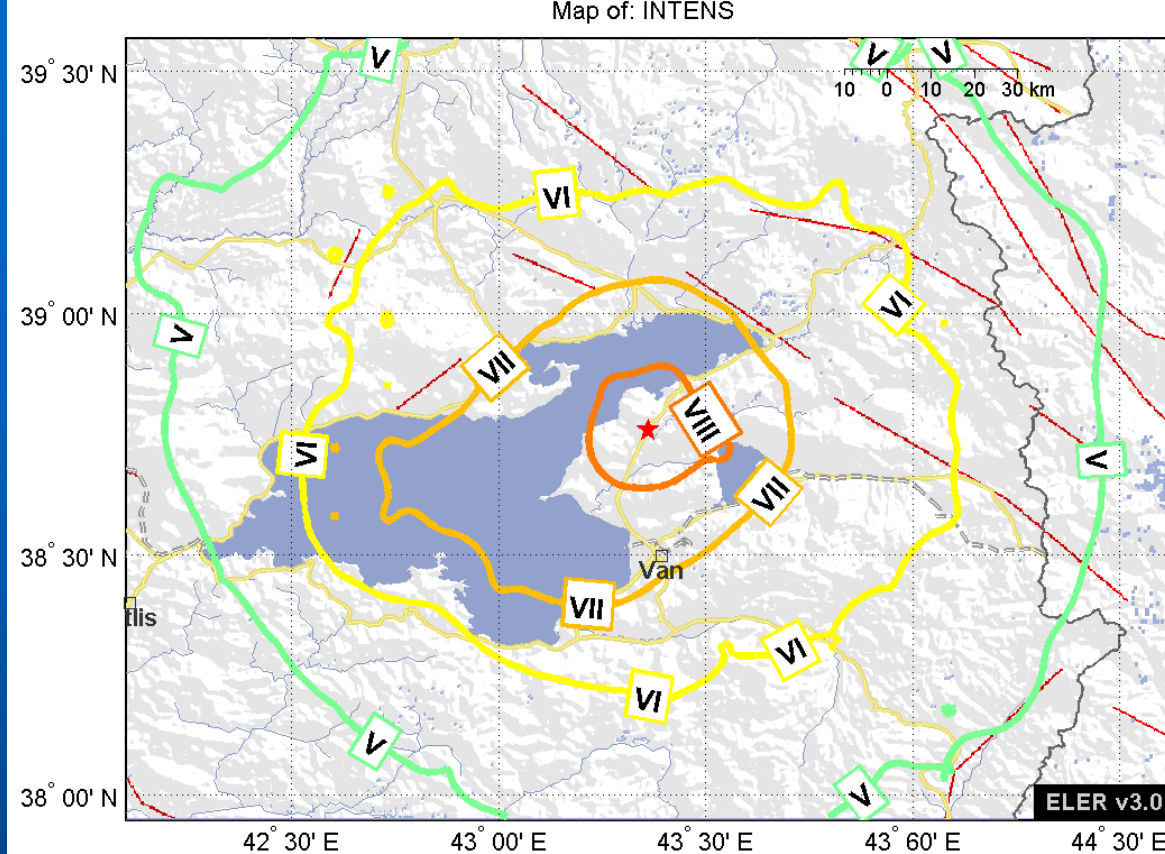 Map of: INTENS
39° 30' N
V
V
V
10 0 10 20 30 km
VI
VI
39° 00' N
V
VII
VIII
VI
V
VII
38° 30' N
Van
VII
tlis
VI
VI
V
V
38° 00' N
ELER v3.0
42° 30' E
43° 00' E
43° 30' E
43° 60' E
44° 30' E